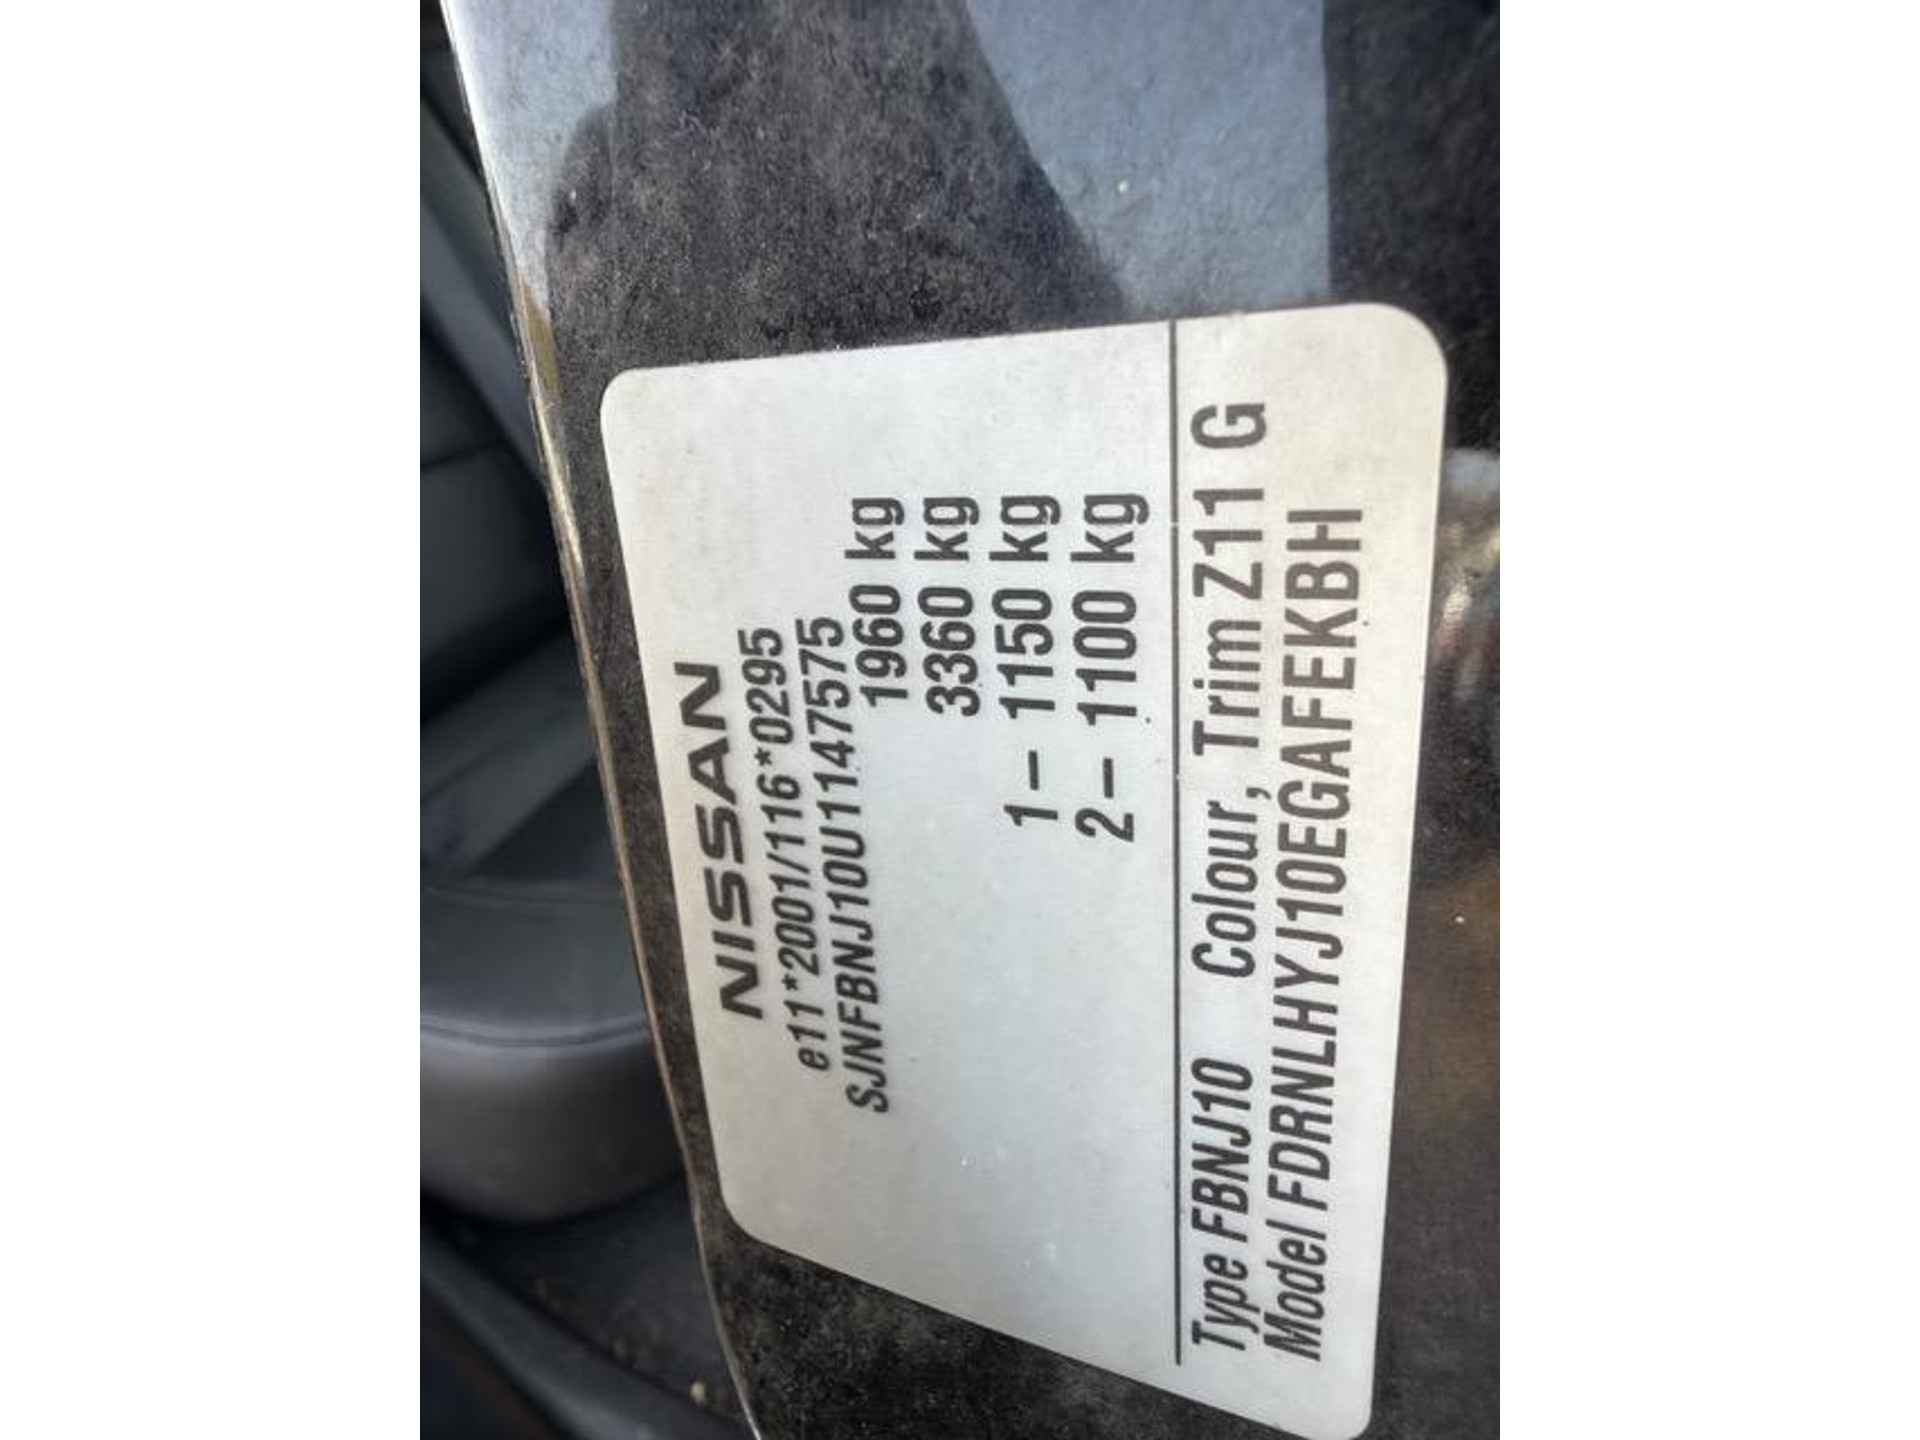 NISSAN
e11*2001/116*0295
SJNFBNJ10U1147575
1960 kg
3360 kg
1– 1150 kg
2– 1100 kg
Type FBNJ10 Colour, Trim Z11 G
Model FDRNLHYJ10EGAFEKBH